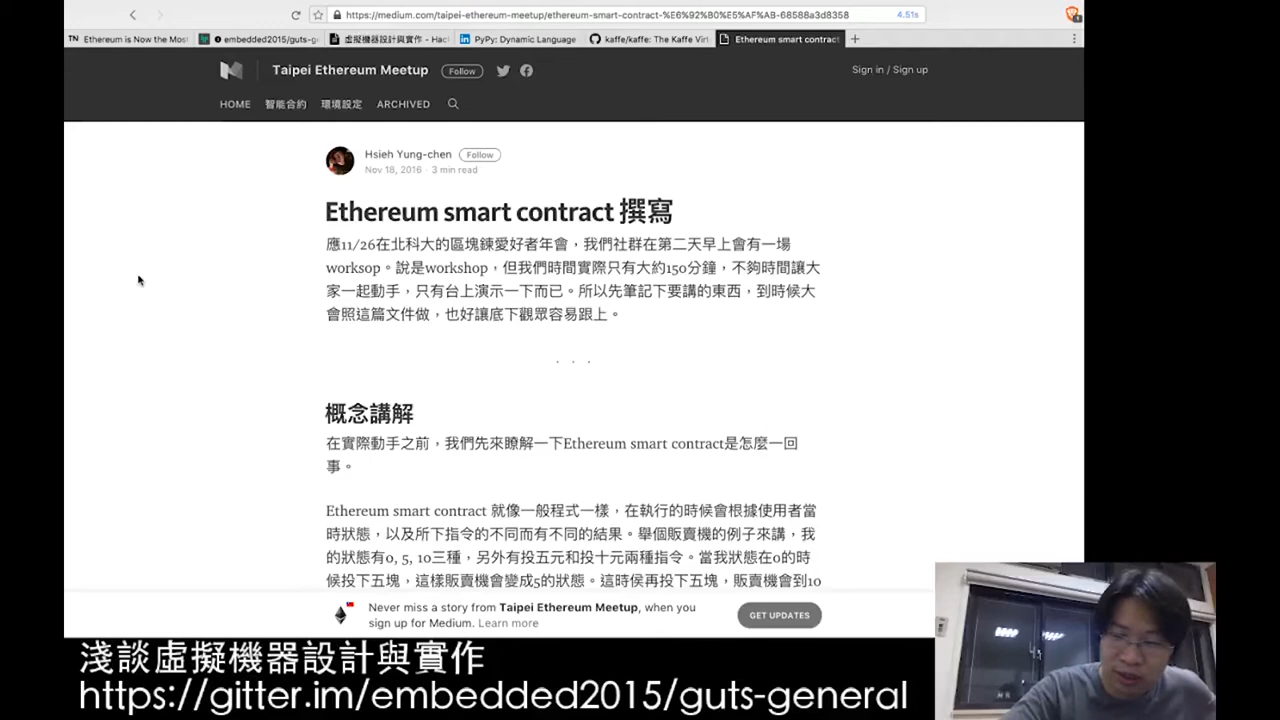 https://medium.com/taipei-ethereum-meetup/ethereum-smart-contract-%E6%92%B0%E5%AF%AB-68588a3d8358
4.51s
Ethereum is Now the Most
embedded2015/guts-g
虛擬機器設計與實作 - Hac
PyPy: Dynamic Language
kaffe/kaffe: The Kaffe Virt
Ethereum smart contract
Taipei Ethereum Meetup
Follow
Sign in / Sign up
HOME
智能合約
環境設定
ARCHIVED
Hsieh Yung-chen
Follow
Nov 18, 2016 · 3 min read
Ethereum smart contract 撰寫
應11/26在北科大的區塊鍊愛好者年會，我們社群在第二天早上會有一場
worksop。說是workshop，但我們時間實際只有大約150分鐘，不夠時間讓大
家一起動手，只有台上演示一下而已。所以先筆記下要講的東西，到時候大
會照這篇文件做，也好讓底下觀眾容易跟上。
· · ·
概念講解
在實際動手之前，我們先來瞭解一下Ethereum smart contract是怎麼一回
事。
Ethereum smart contract 就像一般程式一樣，在執行的時候會根據使用者當
時狀態，以及所下指令的不同而有不同的結果。舉個販賣機的例子來講，我
的狀態有0, 5, 10三種，另外有投五元和投十元兩種指令。當我狀態在0的時
候投下五塊，這樣販賣機會變成5的狀態。這時侯再投下五塊，販賣機會到10
Never miss a story from Taipei Ethereum Meetup, when you
sign up for Medium. Learn more
GET UPDATES
淺談虛擬機器設計與實作
https://gitter.im/embedded2015/guts-general